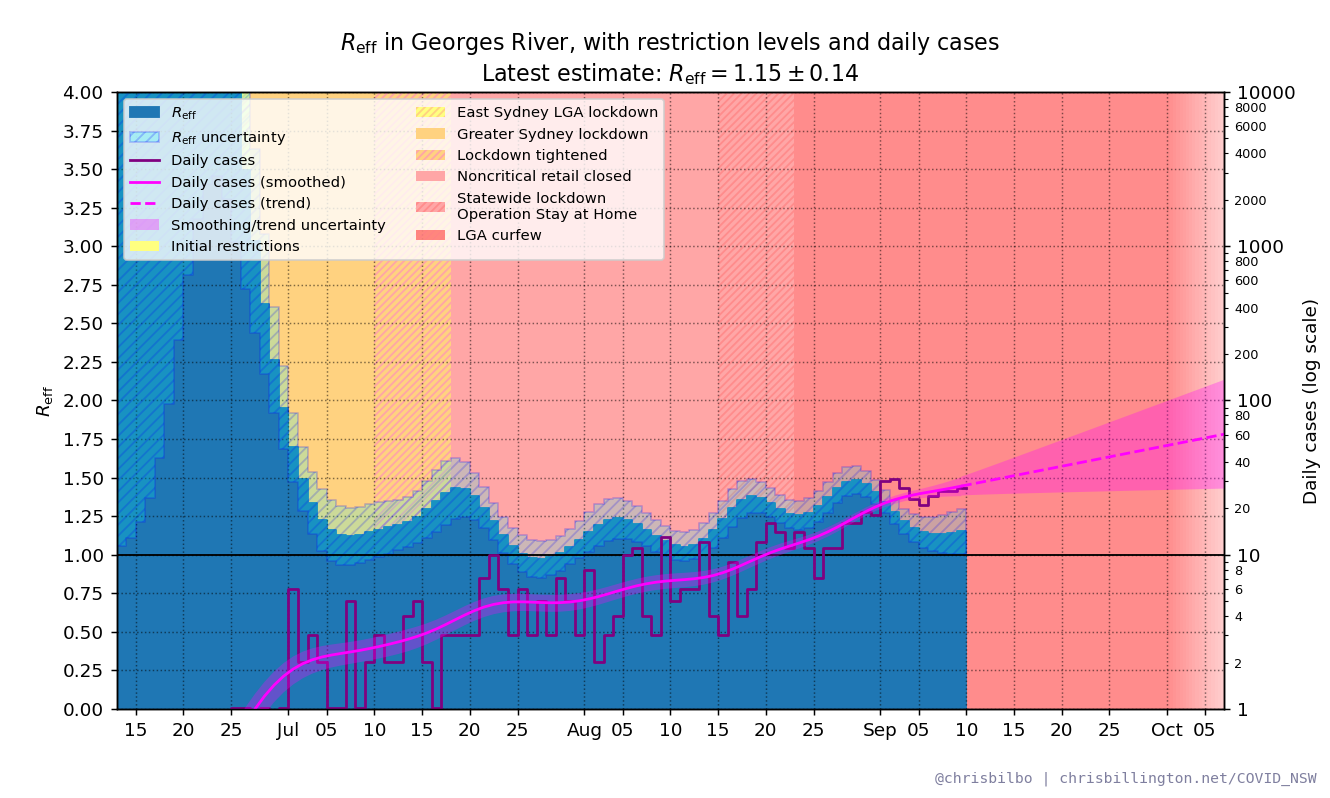 R_eff in Georges River, with restriction levels and daily cases
Latest estimate: R_eff = 1.15 ± 0.14
R_eff
R_eff uncertainty
Daily cases
Daily cases (smoothed)
Daily cases (trend)
Smoothing/trend uncertainty
Initial restrictions
East Sydney LGA lockdown
Greater Sydney lockdown
Lockdown tightened
Noncritical retail closed
Statewide lockdown
Operation Stay at Home
LGA curfew
R_eff
4.00
3.75
3.50
3.25
3.00
2.75
2.50
2.25
2.00
1.75
1.50
1.25
1.00
0.75
0.50
0.25
0.00
10000
8000
6000
4000
2000
1000
800
600
400
200
100
80
60
40
20
10
8
6
4
2
1
Daily cases (log scale)
15 20 25 Jul 05 10 15 20 25 Aug 05 10 15 20 25 Sep 05 10 15 20 25 Oct 05
@chrisbilbo | chrisbillington.net/COVID_NSW